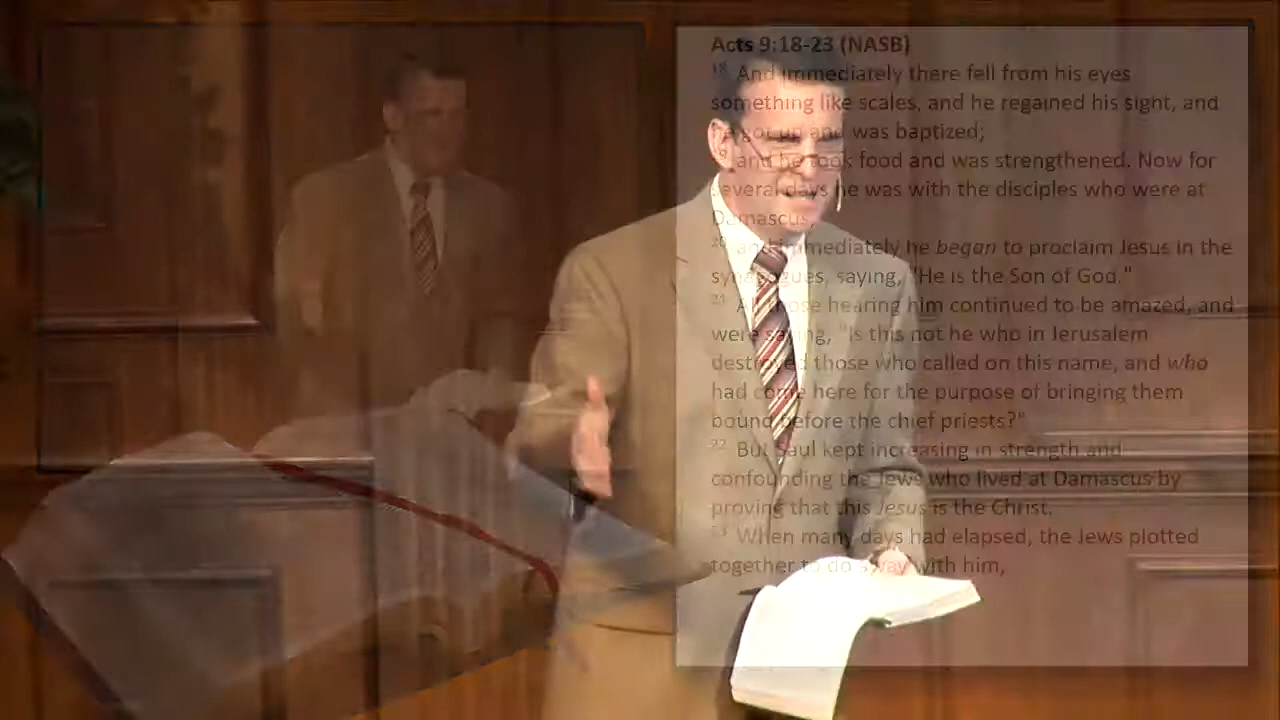 Acts 9:18-23 (NASB)
18 And immediately there fell from his eyes
something like scales, and he regained his sight, and
he got up and was baptized;
19 and he took food and was strengthened. Now for
several days he was with the disciples who were at
Damascus,
20 and immediately he began to proclaim Jesus in the
synagogues, saying, "He is the Son of God."
21 All those hearing him continued to be amazed, and
were saying, "Is this not he who in Jerusalem
destroyed those who called on this name, and who
had come here for the purpose of bringing them
bound before the chief priests?"
22 But Saul kept increasing in strength and
confounding the Jews who lived at Damascus by
proving that this Jesus is the Christ.
23 When many days had elapsed, the Jews plotted
together to do away with him,